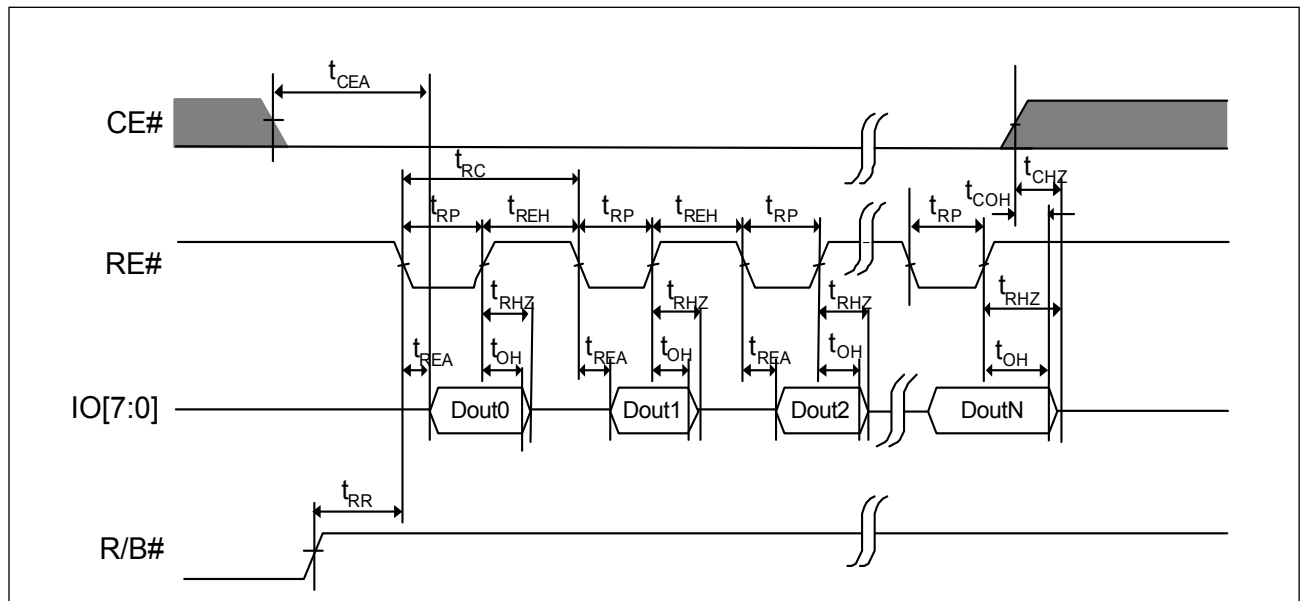 tCEA
CE#
tRC
tCHZ
tCOH
tRP tREH tRP tREH tRP tRP
RE#
tRHZ tRHZ tRHZ tRHZ
tREA tOH tREA tOH tREA tOH tOH
IO[7:0] Dout0 Dout1 Dout2 DoutN
tRR
R/B#